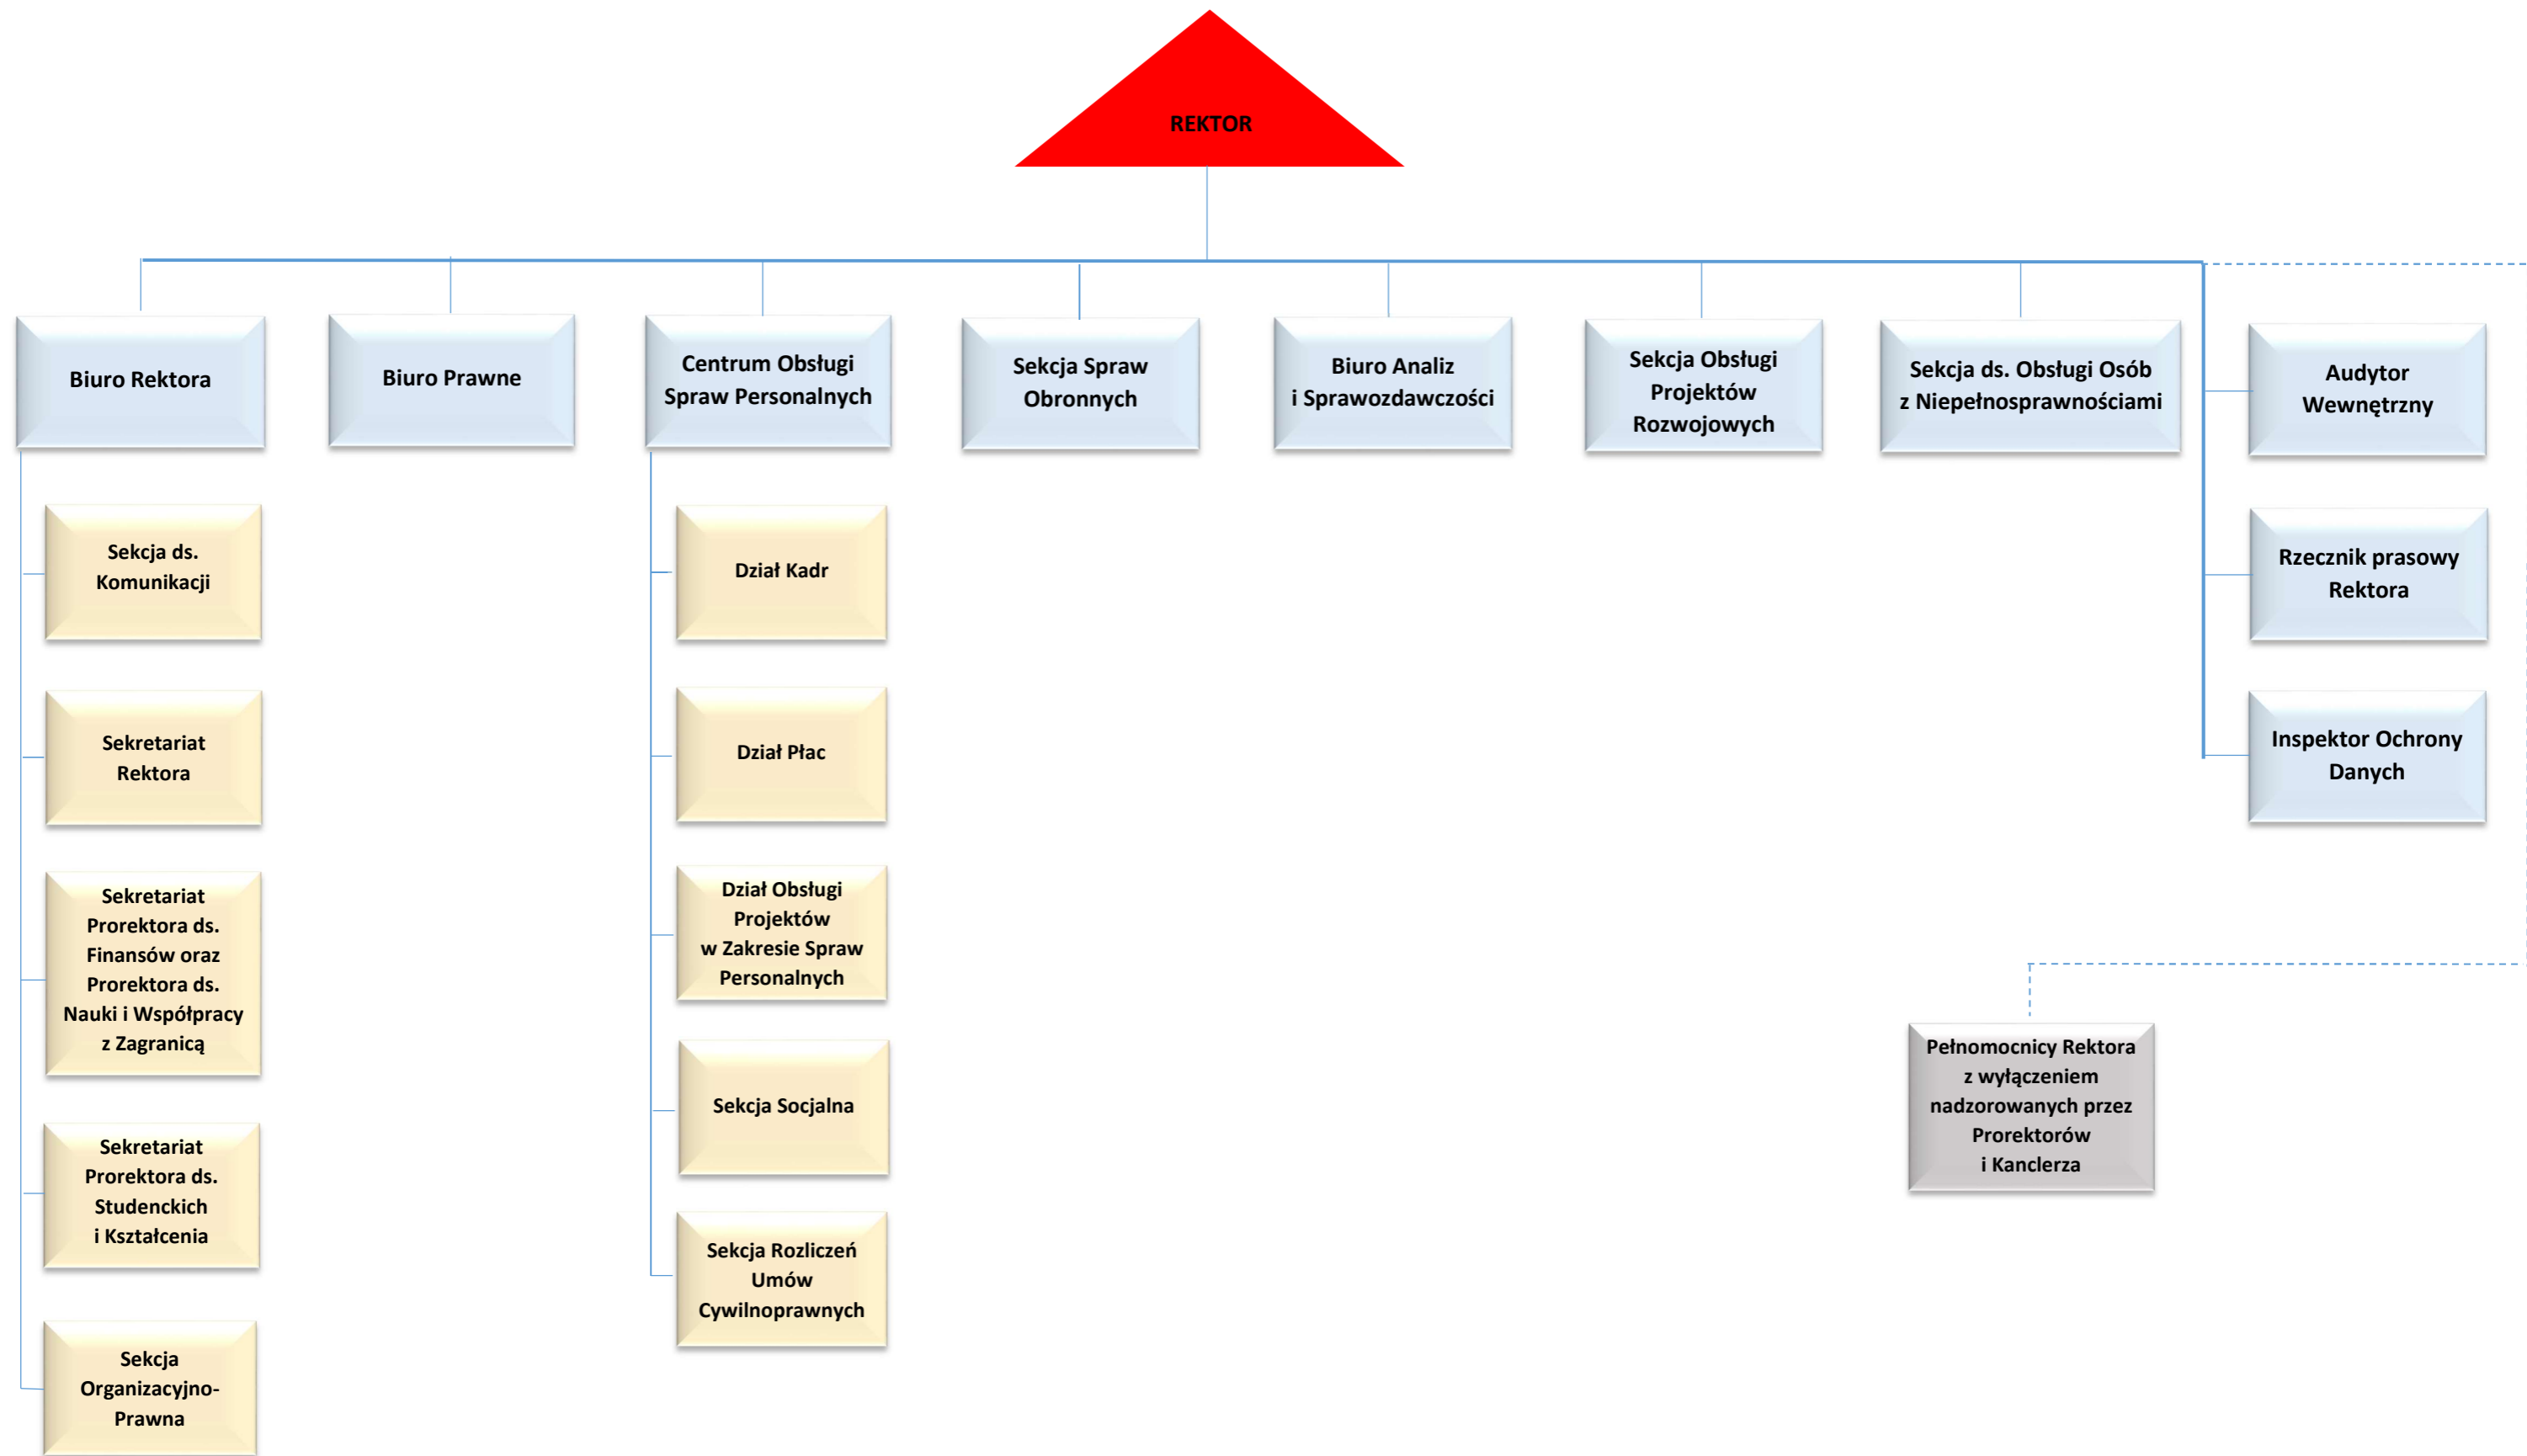 REKTOR
Biuro Rektora
Biuro Prawne
Centrum Obsługi
Spraw Personalnych
Sekcja Spraw
Obronnych
Biuro Analiz
i Sprawozdawczości
Sekcja Obsługi
Projektów
Rozwojowych
Sekcja ds. Obsługi Osób
z Niepełnosprawnościami
Audytor
Wewnętrzny
Rzecznik prasowy
Rektora
Inspektor Ochrony
Danych
Sekcja ds.
Komunikacji
Sekretariat
Rektora
Sekretariat
Prorektora ds.
Finansów oraz
Prorektora ds.
Nauki i Współpracy
z Zagranicą
Sekretariat
Prorektora ds.
Studenckich
i Kształcenia
Sekcja
Organizacyjno-
Prawna
Dział Kadr
Dział Płac
Dział Obsługi
Projektów
w Zakresie Spraw
Personalnych
Sekcja Socjalna
Sekcja Rozliczeń
Umów
Cywilnoprawnych
Pełnomocnicy Rektora
z wyłączeniem
nadzorowanych przez
Prorektorów
i Kanclerza